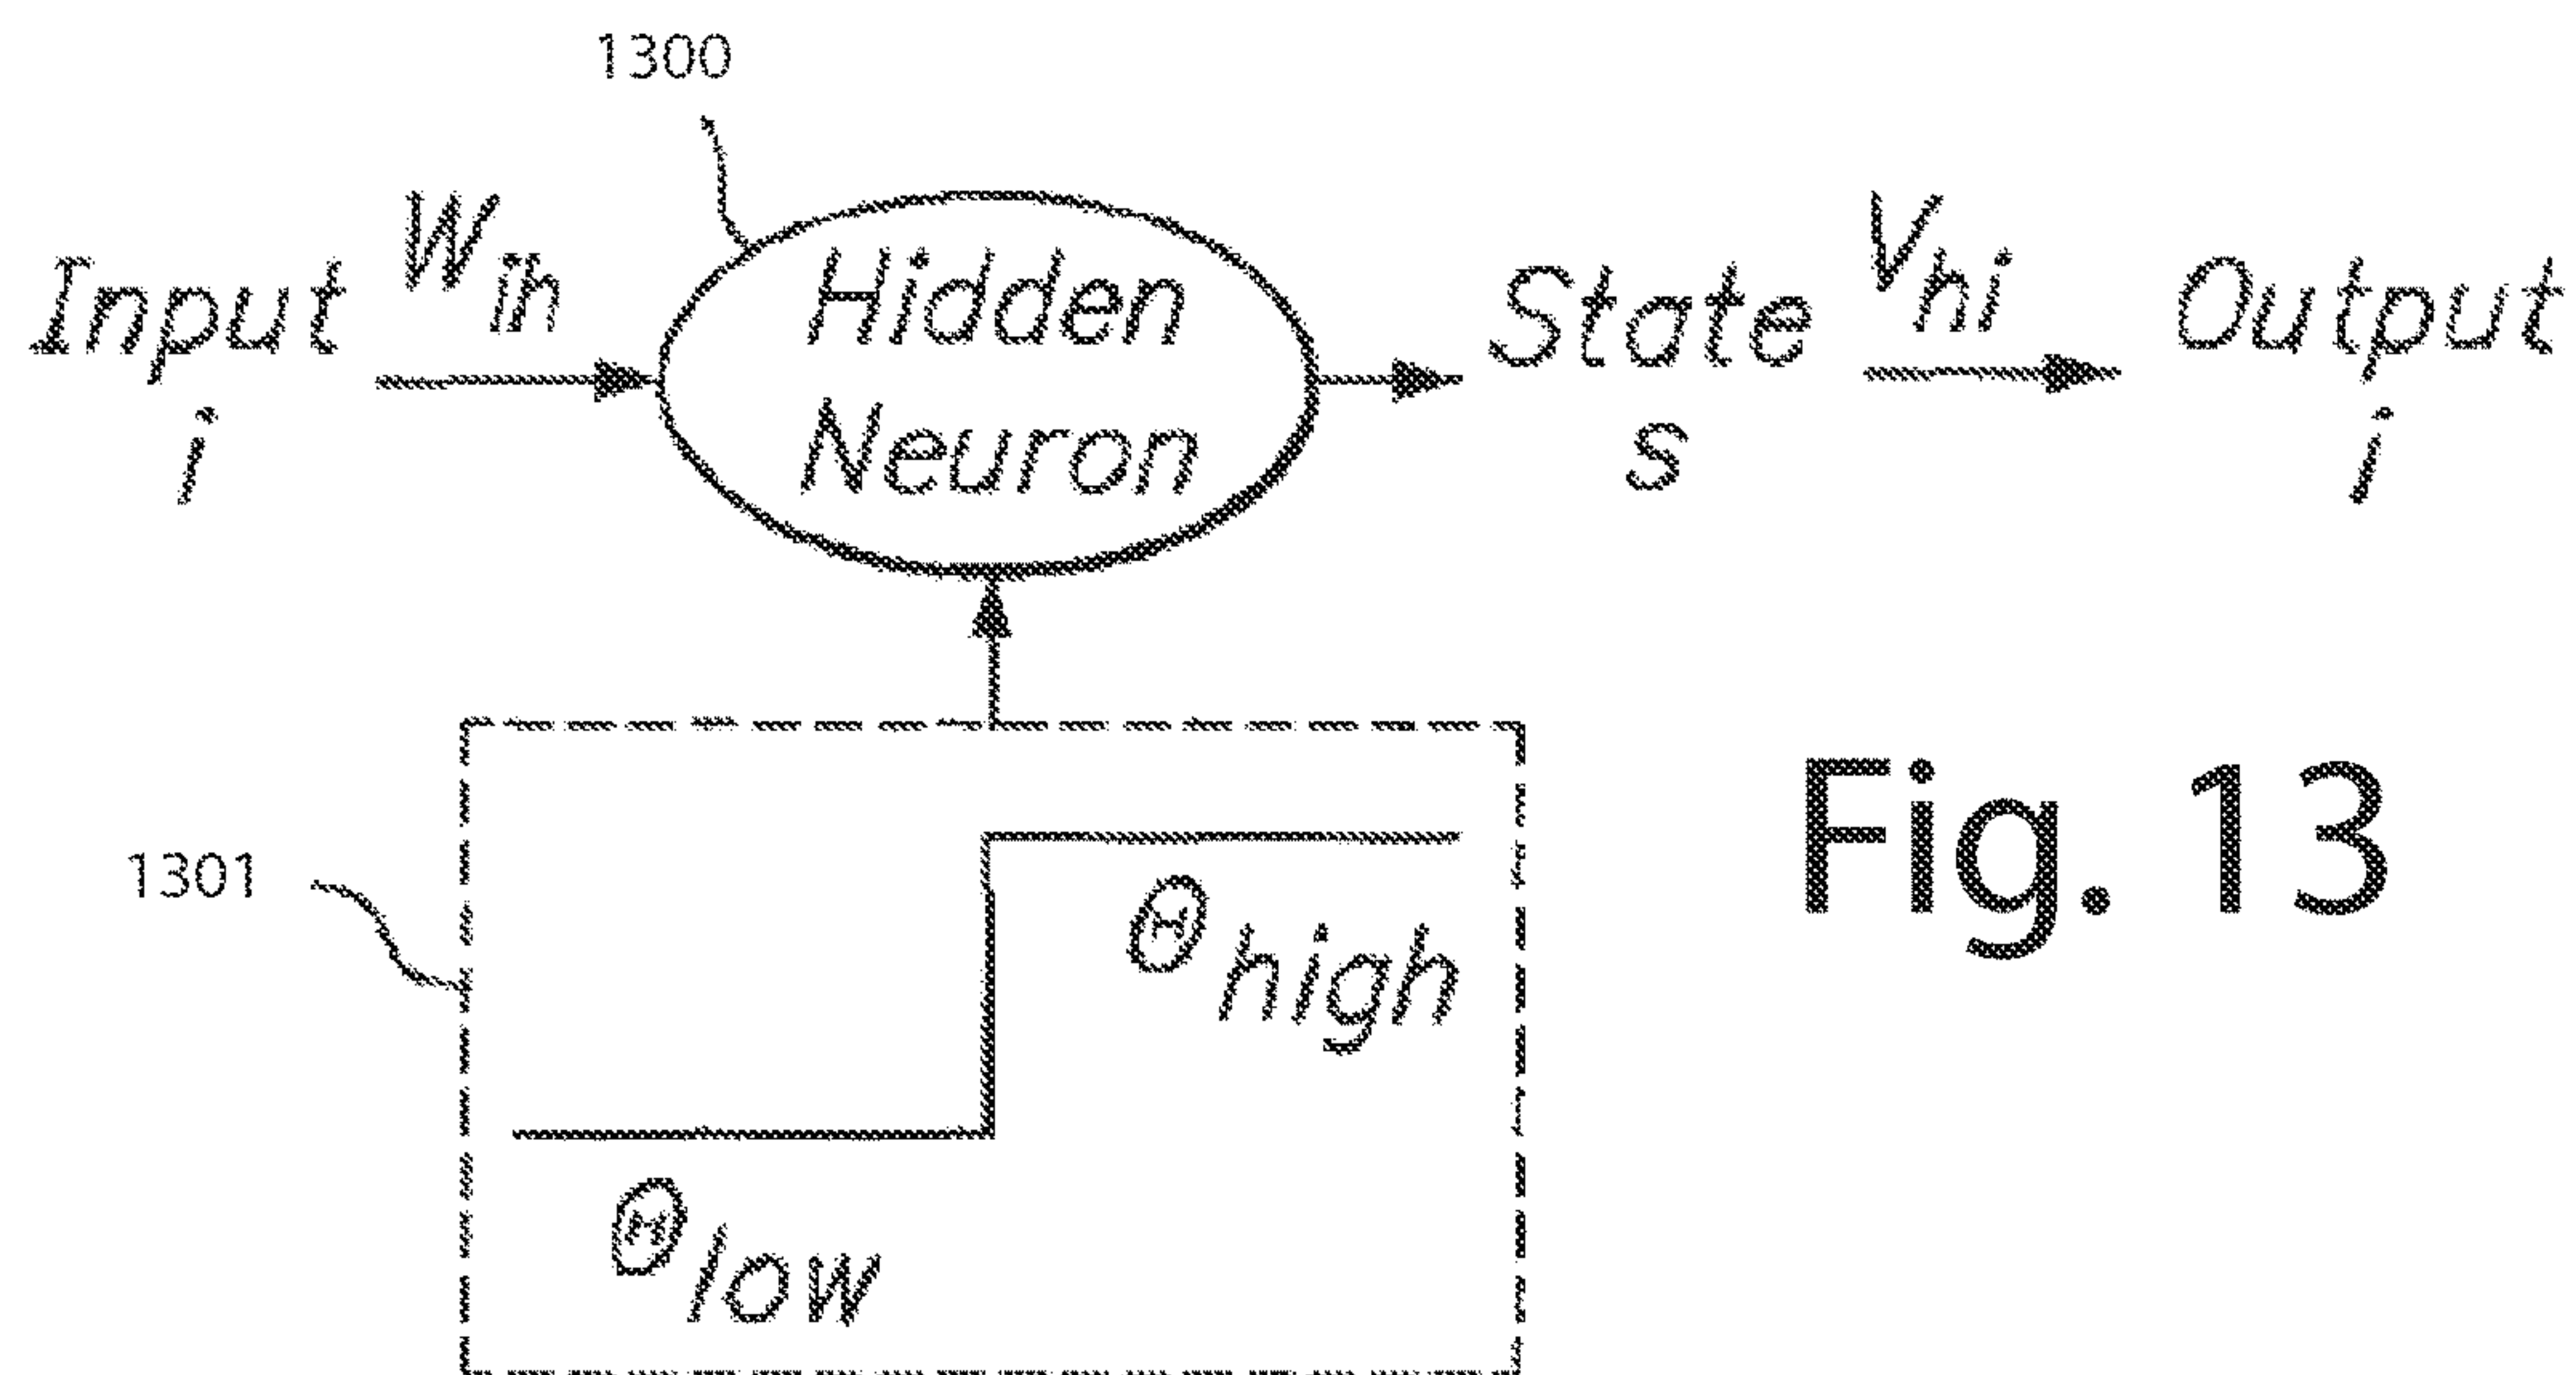 1300
Input
i
Wih
Hidden
Neuron
State
s
Vhi
Output
i
1301
Θhigh
Θlow
Fig. 13